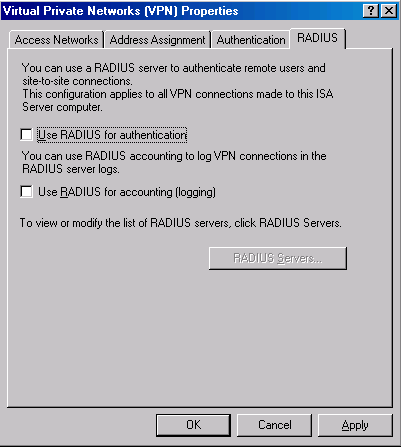 Virtual Private Networks (VPN) Properties
Access Networks Address Assignment Authentication RADIUS
You can use a RADIUS server to authenticate remote users and
site-to-site connections.
This configuration applies to all VPN connections made to this ISA
Server computer.
Use RADIUS for authentication
You can use RADIUS accounting to log VPN connections in the
RADIUS server logs.
Use RADIUS for accounting (logging)
To view or modify the list of RADIUS servers, click RADIUS Servers.
RADIUS Servers...
OK Cancel Apply